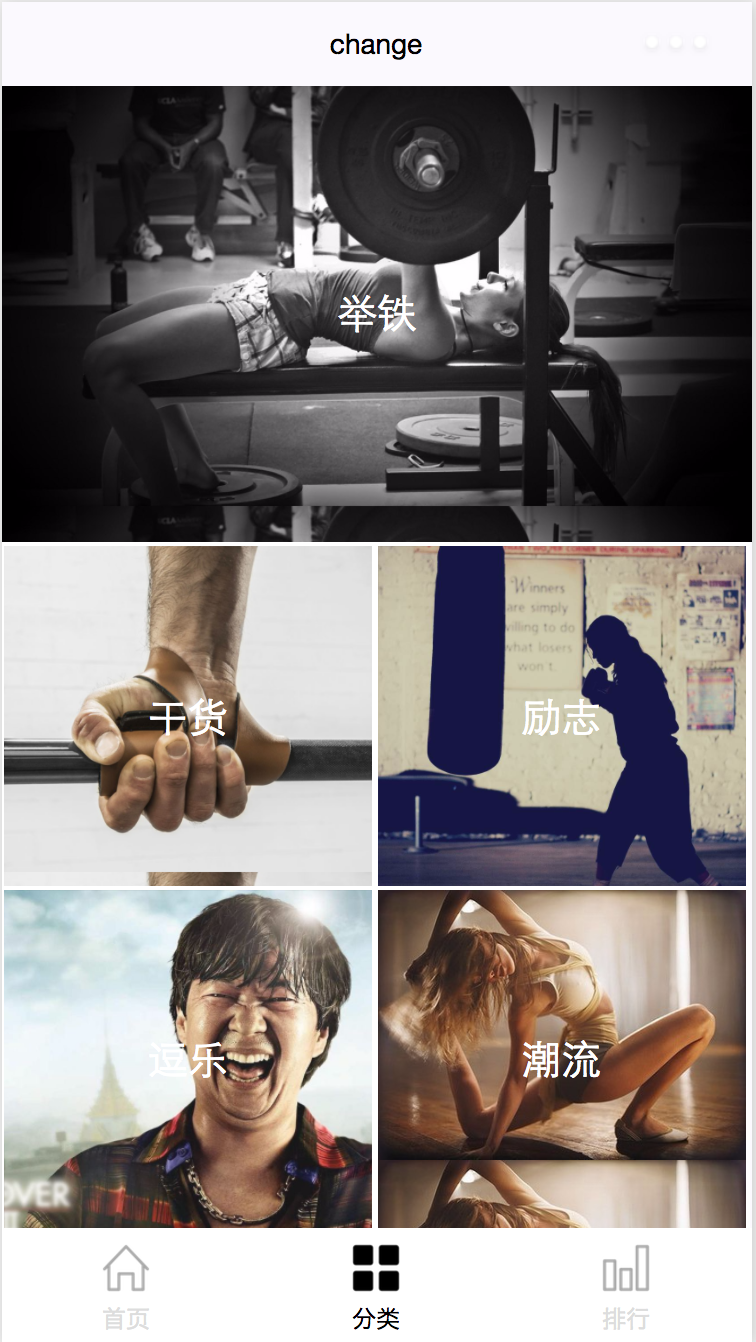 change
举铁
Winners
are simply
willing to do
what losers
won't.
干货
励志
逗乐
OVER
潮流
首页
分类
排行